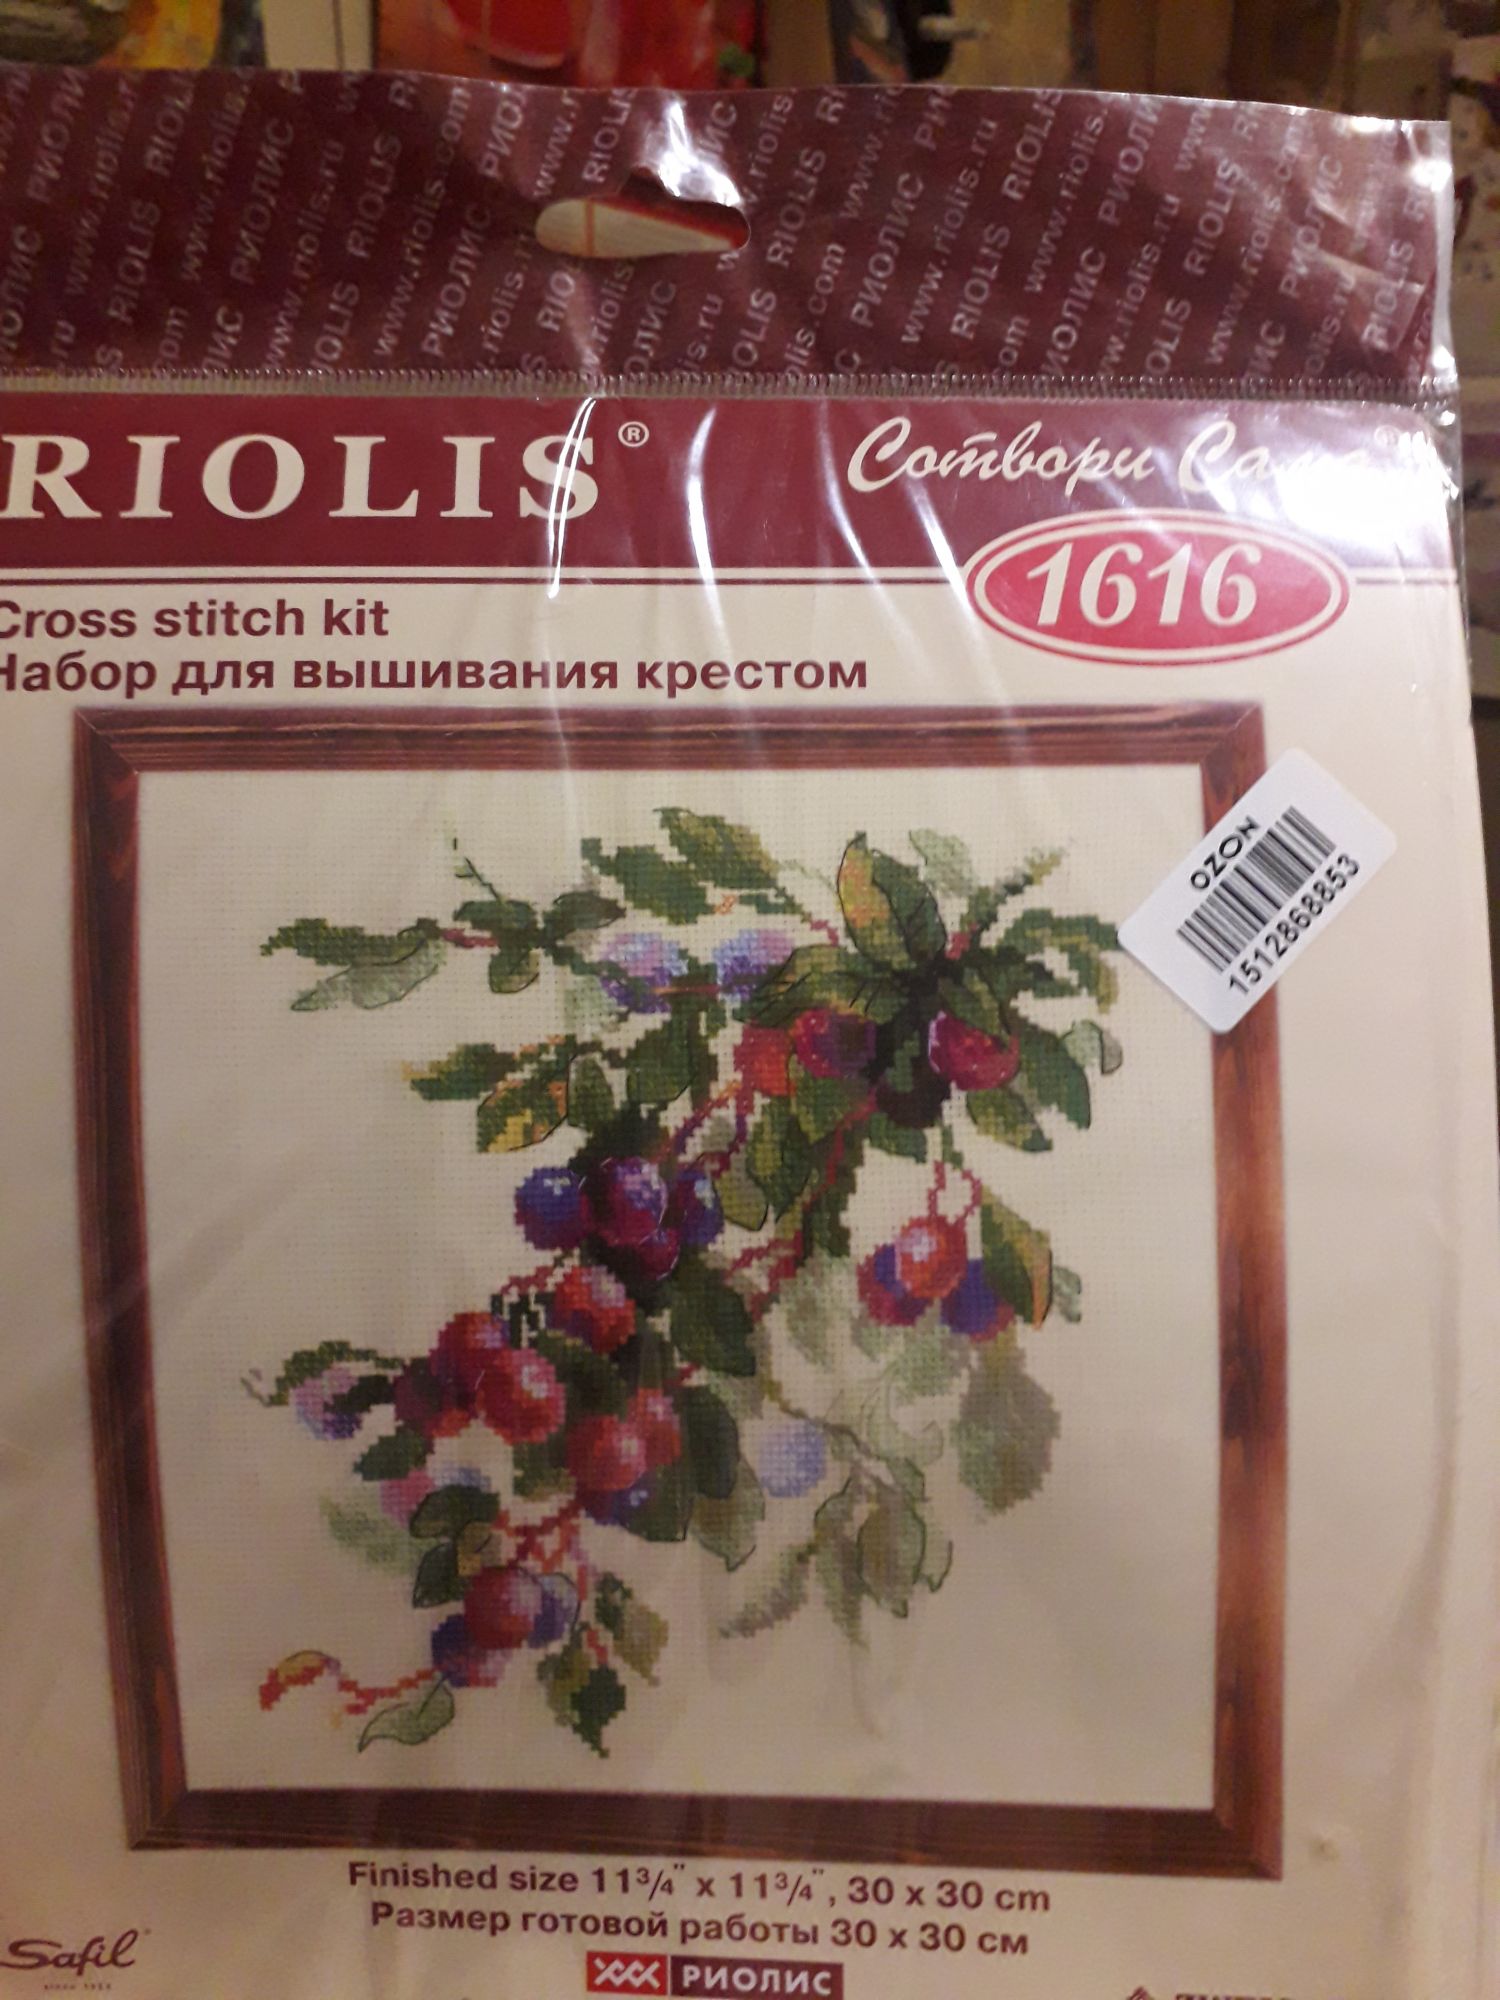 RIOLIS®
Сотвори Сама
1616
Cross stitch kit
Набор для вышивания крестом
OZON
1512868853
Finished size 11¾" x 11¾", 30 x 30 cm
Размер готовой работы 30 x 30 см
Safil
РИОЛИС